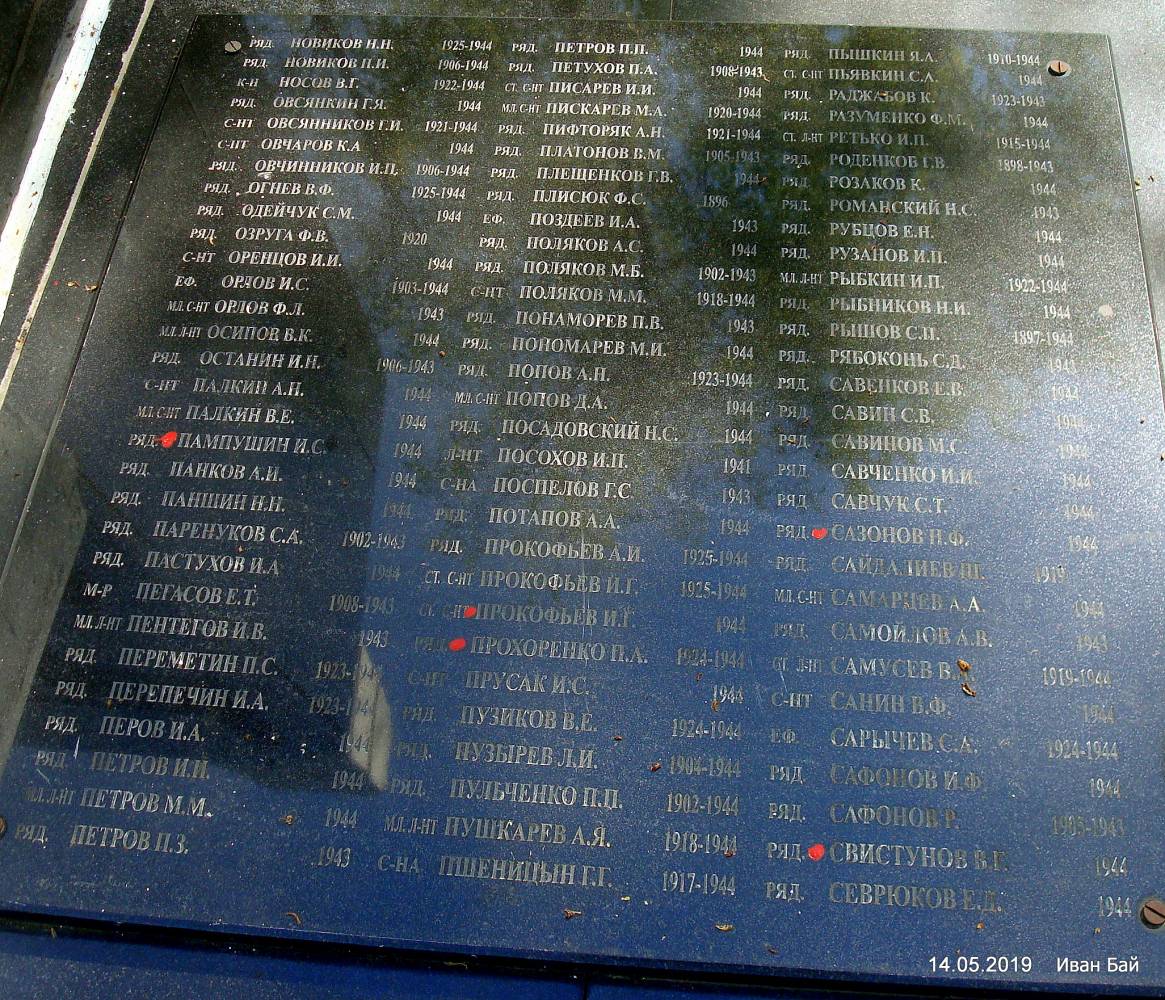 РЯД. НОВИКОВ Н.Н. 1925-1944
РЯД. НОВИКОВ П.И. 1906-1944
К-Н НОСОВ В.Г. 1922-1944
РЯД. ОВСЯНКИН Г.Я. 1944
С-НТ ОВСЯННИКОВ Г.И. 1921-1944
С-НТ ОВЧАРОВ К.А 1944
РЯД. ОВЧИННИКОВ И.П. 1906-1944
РЯД. ОГНЕВ В.Ф. 1925-1944
РЯД. ОДЕЙЧУК С.М. 1944
РЯД. ОЗРУГА Ф.В. 1920
С-НТ ОРЕНЦОВ И.И. 1944
ЕФ. ОРЛОВ И.С. 1903-1944
МЛ. С-НТ ОРЛОВ Ф.Л. 1943
МЛ. Л-НТ ОСИПОВ В.К. 1944
РЯД. ОСТАНИН И.Н. 1906-1943
С-НТ ПАЛКИН А.Н. 1944
МЛ. С-НТ ПАЛКИН В.Е. 1944
РЯД. ПАМПУШИН И.С. 1944
РЯД. ПАНКОВ А.И. 1944
РЯД. ПАНШИН Н.Н. 1944
РЯД. ПАРЕНУКОВ С.А. 1902-1943
РЯД. ПАСТУХОВ И.А 1944
М-Р ПЕГАСОВ Е.Т. 1908-1943
МЛ. Л-НТ ПЕНТЕГОВ И.В. 1943
РЯД. ПЕРЕМЕТИН П.С. 1923-1944
РЯД. ПЕРЕПЕЧИН И.А. 1923-1944
РЯД. ПЕРОВ И.А. 1944
РЯД. ПЕТРОВ И.И. 1944
МЛ. Л-НТ ПЕТРОВ М.М. 1944
РЯД. ПЕТРОВ П.З. 1943
РЯД. ПЕТРОВ П.П. 1944
РЯД. ПЕТУХОВ П.А. 1908-1943
СТ. С-НТ ПИСАРЕВ И.И. 1944
МЛ. С-НТ ПИСКАРЕВ М.А. 1920-1944
РЯД. ПИФТОРЯК А.Н. 1921-1944
РЯД. ПЛАТОНОВ В.М. 1905-1943
РЯД. ПЛЕЩЕНКОВ Г.В. 1944
РЯД. ПЛИСЮК Ф.С. 1896
ЕФ. ПОЗДЕЕВ И.А. 1943
РЯД. ПОЛЯКОВ А.С. 1944
РЯД. ПОЛЯКОВ М.Б. 1902-1943
С-НТ ПОЛЯКОВ М.М. 1918-1944
РЯД. ПОНАМОРЕВ П.В. 1943
РЯД. ПОНОМАРЕВ М.И. 1944
РЯД. ПОПОВ А.Н. 1923-1944
МЛ. С-НТ ПОПОВ Д.А. 1944
РЯД. ПОСАДОВСКИЙ Н.С. 1944
Л-НТ ПОСОХОВ И.П. 1941
С-НА ПОСПЕЛОВ Г.С. 1943
РЯД. ПОТАПОВ А.А. 1944
РЯД. ПРОКОФЬЕВ А.И. 1925-1944
СТ. С-НТ ПРОКОФЬЕВ И.Г. 1925-1944
СТ. С-НТ ПРОКОФЬЕВ И.Г. 1944
РЯД. ПРОХОРЕНКО П.А. 1924-1944
С-НТ ПРУСАК И.С. 1944
РЯД. ПУЗИКОВ В.Е. 1924-1944
РЯД. ПУЗЫРЕВ Л.И. 1904-1944
РЯД. ПУЛЬЧЕНКО П.П. 1902-1944
МЛ. Л-НТ ПУШКАРЕВ А.Я. 1918-1944
С-НА ПШЕНИЦЫН Г.Г. 1917-1944
РЯД. ПЫШКИН Я.А. 1910-1944
СТ. С-НТ ПЬЯВКИН С.А. 1944
РЯД. РАДЖАБОВ К. 1923-1943
РЯД. РАЗУМЕНКО Ф.М. 1944
СТ. Л-НТ РЕТЬКО И.П. 1915-1944
РЯД. РОДЕНКОВ Г.В. 1898-1943
РЯД. РОЗАКОВ К. 1944
РЯД. РОМАНСКИЙ Н.С. 1943
РЯД. РУБЦОВ Е.Н. 1944
РЯД. РУЗАНОВ И.П. 1944
МЛ. Л-НТ РЫБКИН И.П. 1922-1944
РЯД. РЫБНИКОВ Н.И. 1944
РЯД. РЫШОВ С.П. 1897-1944
РЯД. РЯБОКОНЬ С.Д. 1943
РЯД. САВЕНКОВ Е.В. 1944
РЯД. САВИН С.В. 1944
РЯД. САВИНОВ М.С. 1944
РЯД. САВЧЕНКО И.И. 1944
РЯД. САВЧУК С.Т. 1944
РЯД. САЗОНОВ Н.Ф. 1944
РЯД. САЙДАЛИЕВ Ш. 1919
МЛ. С-НТ САМАРЦЕВ А.А. 1944
РЯД. САМОЙЛОВ А.В. 1943
СТ. Л-НТ САМУСЕВ В. 1919-1944
С-НТ САНИН В.Ф. 1944
ЕФ. САРЫЧЕВ С.А. 1924-1944
РЯД. САФОНОВ И.Ф. 1944
РЯД. САФОНОВ Р. 1905-1943
РЯД. СВИСТУНОВ В.Г. 1944
РЯД. СЕВРЮКОВ Е.Д. 1944
14.05.2019 Иван Бай